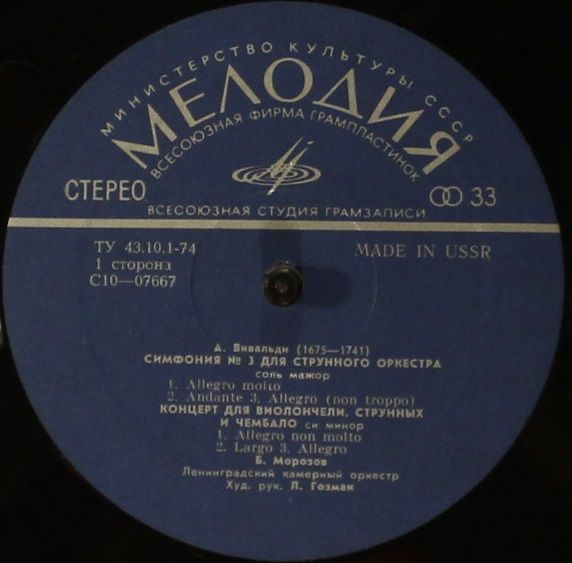 МИНИСТЕРСТВО КУЛЬТУРЫ СССР
МЕЛОДИЯ
ВСЕСОЮЗНАЯ ФИРМА ГРАМПЛАСТИНОК
СТЕРЕО
33
ВСЕСОЮЗНАЯ СТУДИЯ ГРАМЗАПИСИ
ТУ 43.10.1-74
MADE IN USSR
1 сторона
С10—07667
А. Вивальди (1675—1741)
СИМФОНИЯ № 3 ДЛЯ СТРУННОГО ОРКЕСТРА
соль мажор
1. Allegro molto
2. Andante 3. Allegro (non troppo)
КОНЦЕРТ ДЛЯ ВИОЛОНЧЕЛИ, СТРУННЫХ
И ЧЕМБАЛО си минор
1. Allegro non molto
2. Largo 3. Allegro
Б. Морозов
Ленинградский камерный оркестр
Худ. рук. Л. Гозман